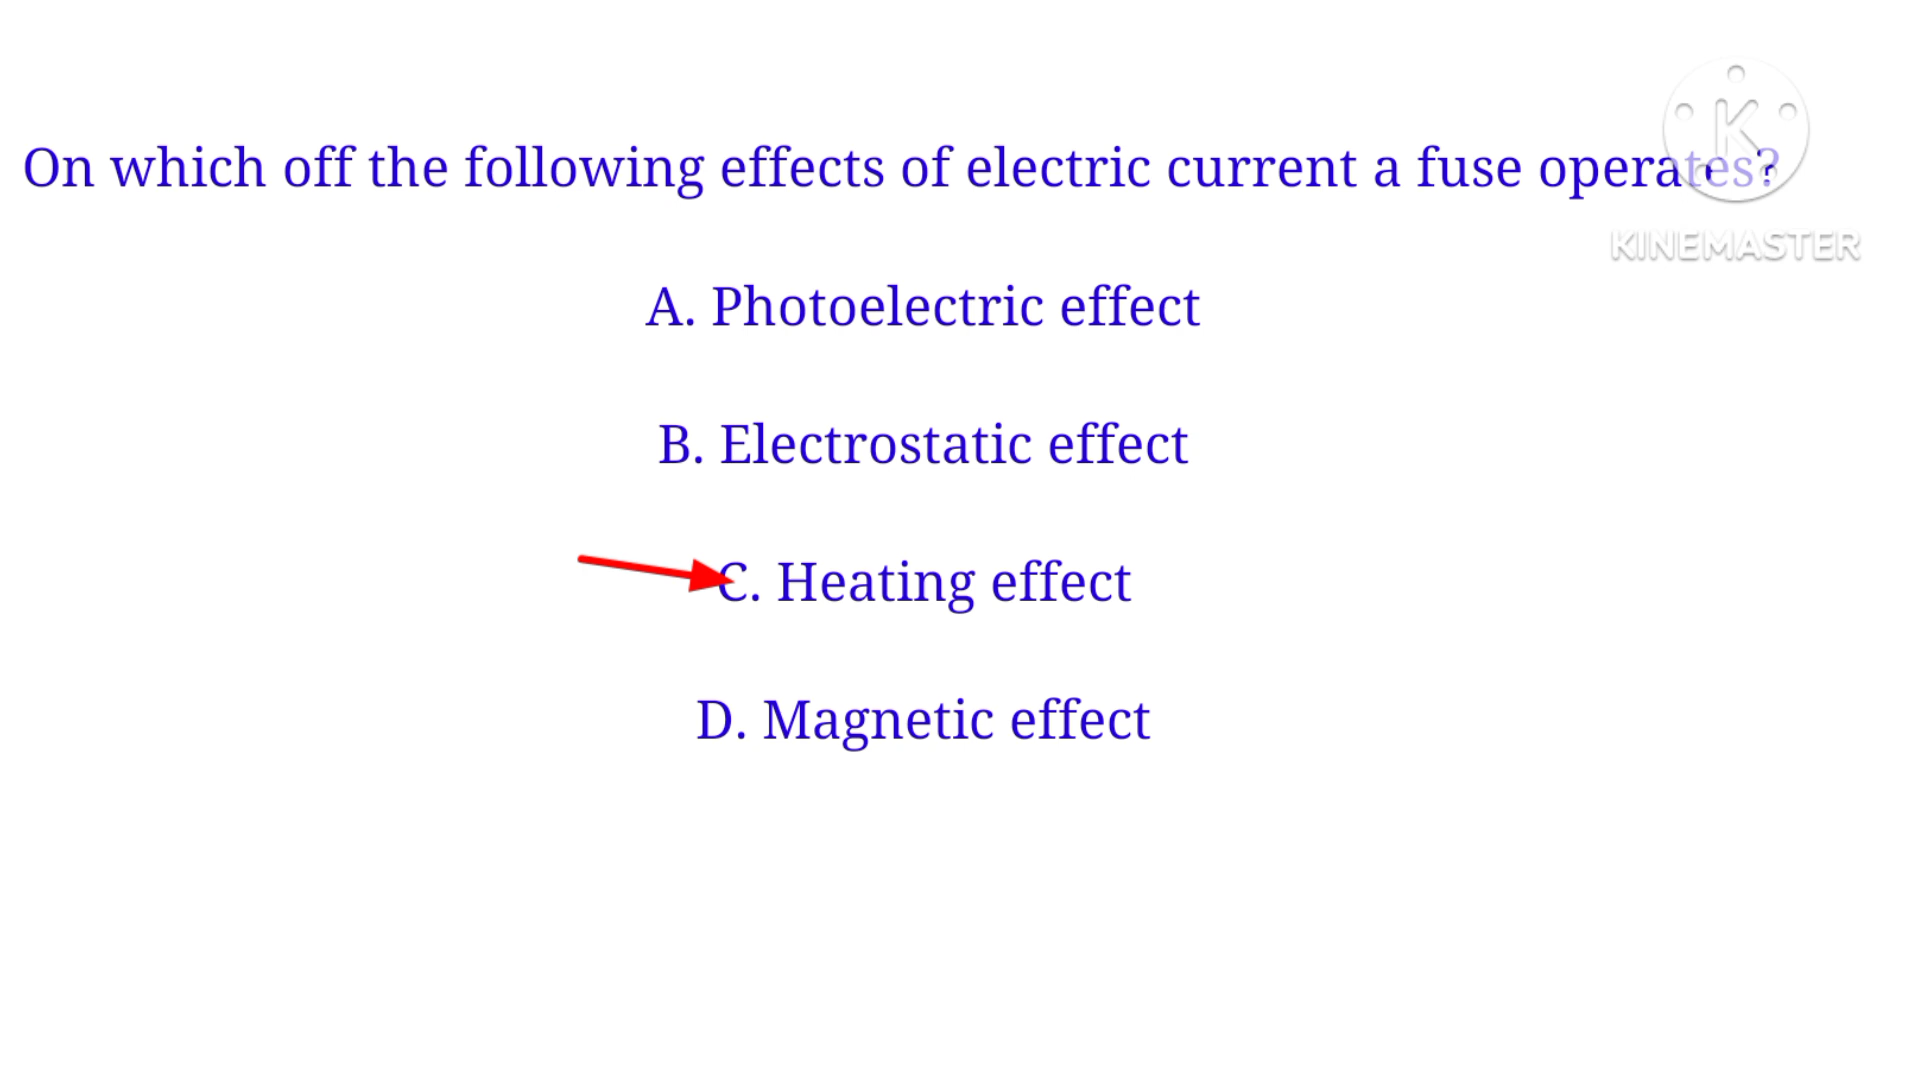 On which off the following effects of electric current a fuse operates?
KINEMASTER
A. Photoelectric effect
B. Electrostatic effect
C. Heating effect
D. Magnetic effect